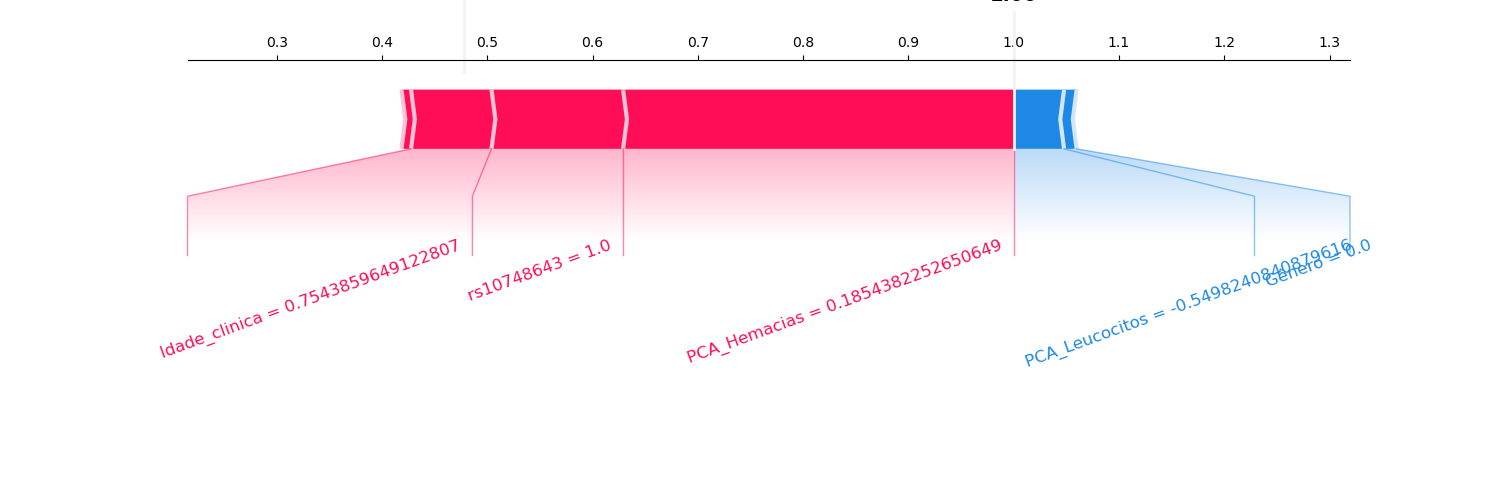 0.3 0.4 0.5 0.6 0.7 0.8 0.9 1.0 1.1 1.2 1.3
Idade_clinica = 0.7543859649122807
rs10748643 = 1.0
PCA_Hemacias = 0.1854382252650649
PCA_Leucocitos = -0.5498240840879616
Genero = 0.0